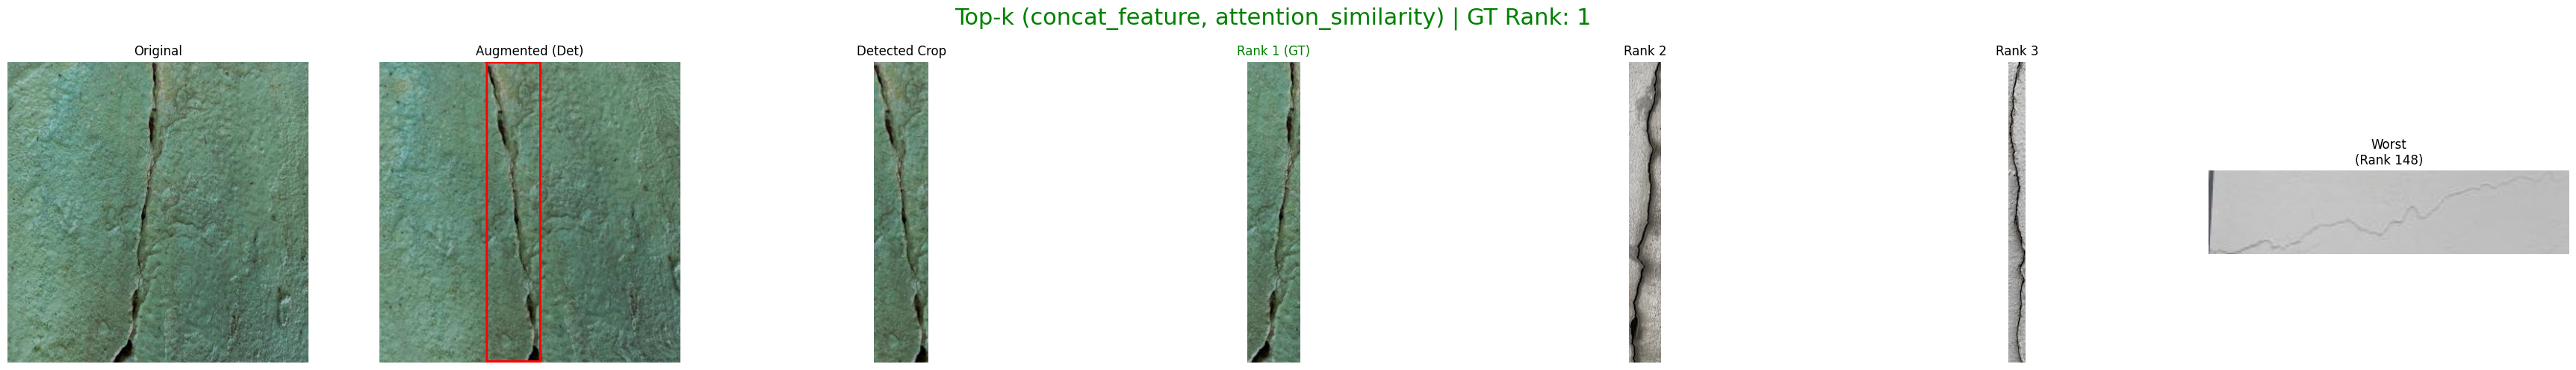 Top-k (concat_feature, attention_similarity) | GT Rank: 1
Original
Augmented (Det)
Detected Crop
Rank 1 (GT)
Rank 2
Rank 3
Worst
(Rank 148)